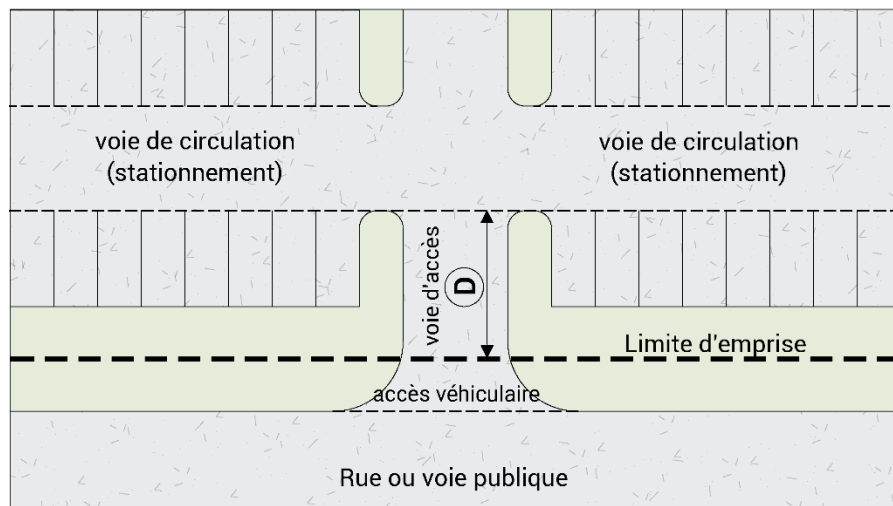 voie de circulation
(stationnement)
voie de circulation
(stationnement)
voie d'accès
D
Limite d'emprise
accès véhiculaire
Rue ou voie publique